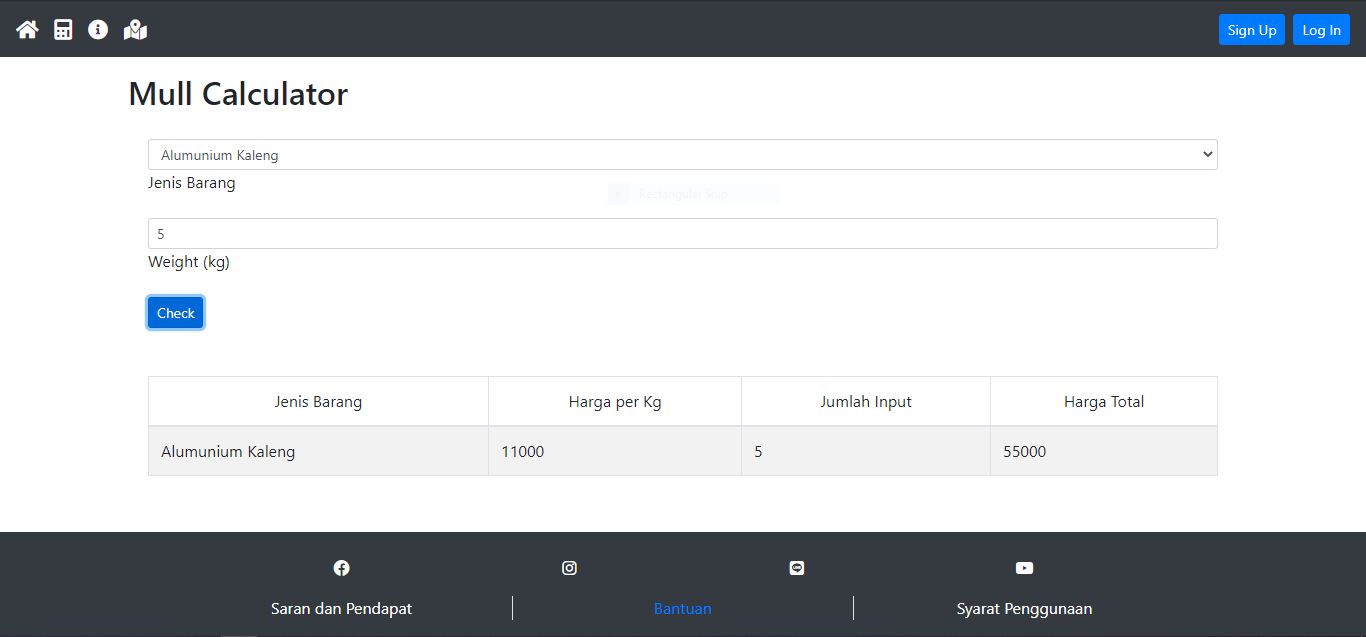 Sign Up Log In
Mull Calculator
Alumunium Kaleng
Jenis Barang
Rectangular Snip
5
Weight (kg)
Check
Jenis Barang Harga per Kg Jumlah Input Harga Total
Alumunium Kaleng 11000 5 55000
Saran dan Pendapat Bantuan Syarat Penggunaan